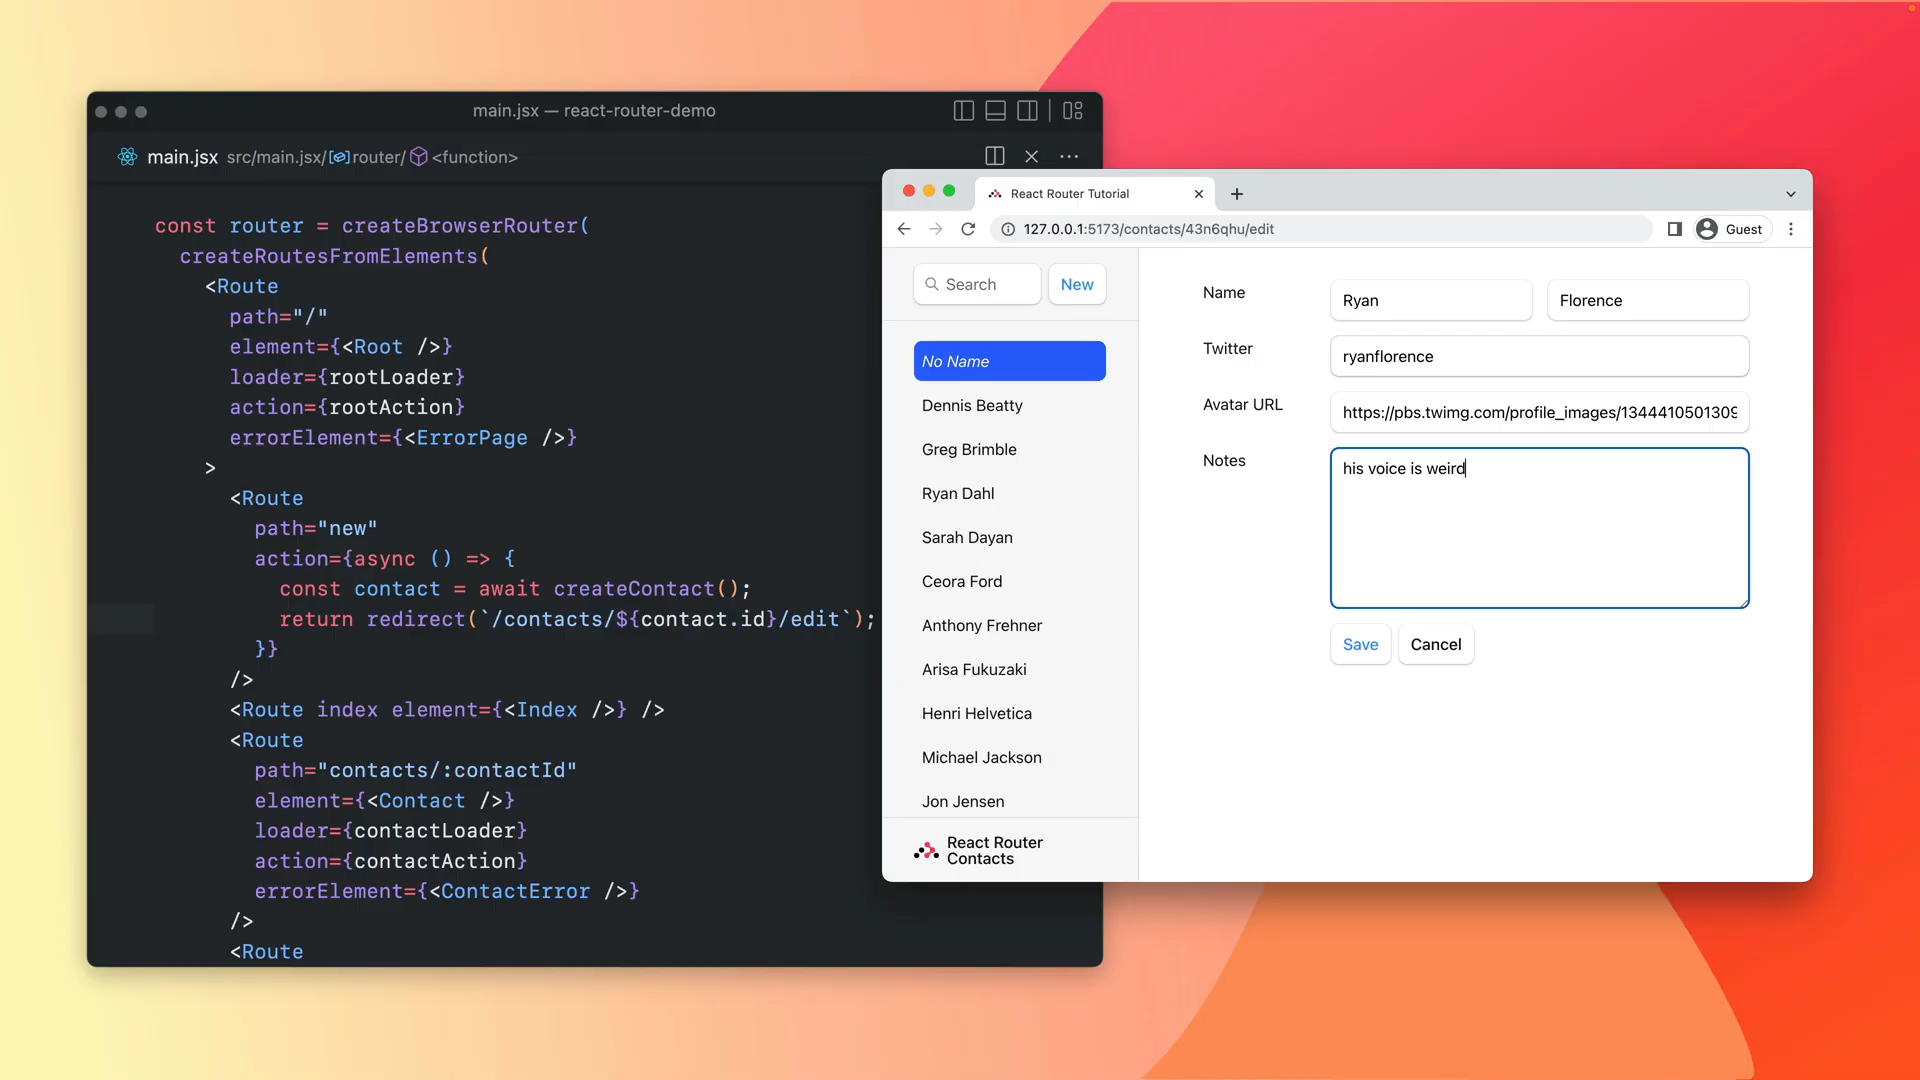 main.jsx — react-router-demo
main.jsx src/main.jsx/router/<function>
const router = createBrowserRouter(
createRoutesFromElements(
<Route
path="/"
element={<Root />}
loader={rootLoader}
action={rootAction}
errorElement={<ErrorPage />}
>
<Route
path="new"
action={async () => {
const contact = await createContact();
return redirect(`/contacts/${contact.id}/edit`);
}}
/>
<Route index element={<Index />} />
<Route
path="contacts/:contactId"
element={<Contact />}
loader={contactLoader}
action={contactAction}
errorElement={<ContactError />}
/>
<Route
React Router Tutorial
127.0.0.1:5173/contacts/43n6qhu/edit
Guest
Search
New
No Name
Dennis Beatty
Greg Brimble
Ryan Dahl
Sarah Dayan
Ceora Ford
Anthony Frehner
Arisa Fukuzaki
Henri Helvetica
Michael Jackson
Jon Jensen
React Router
Contacts
Name Ryan Florence
Twitter ryanflorence
Avatar URL https://pbs.twimg.com/profile_images/1344410501309
Notes his voice is weird
Save Cancel